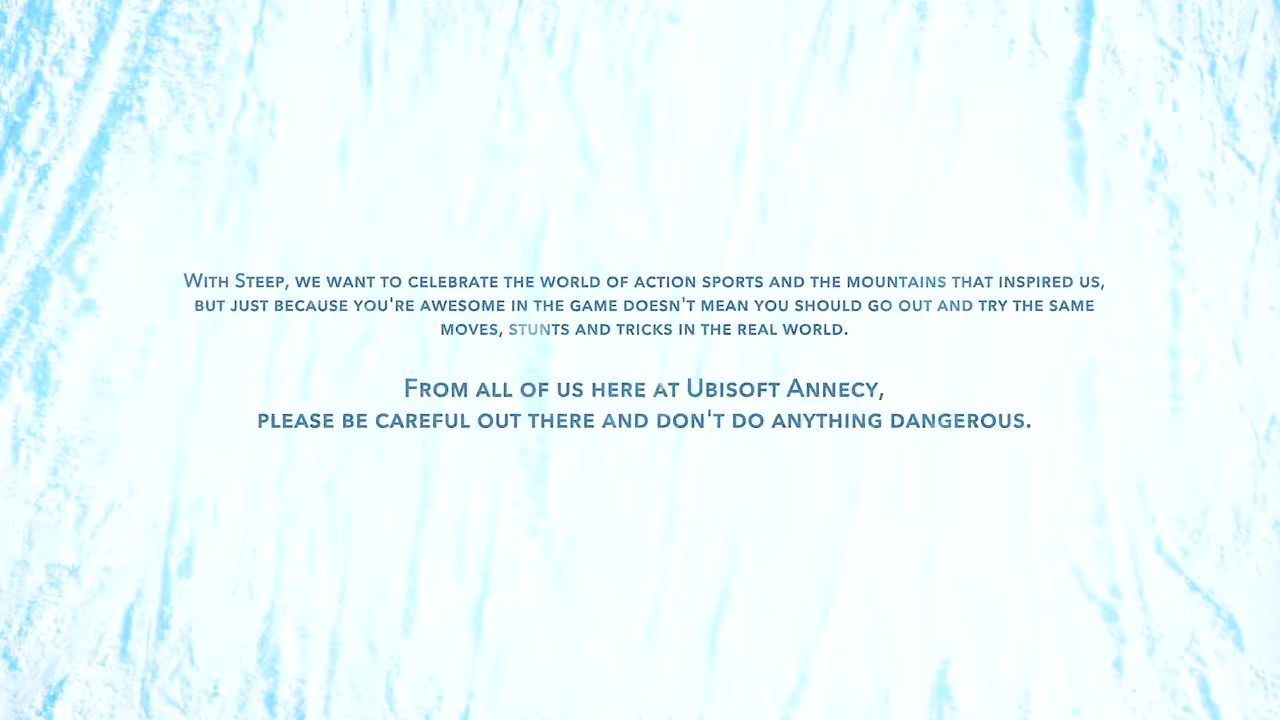 With Steep, we want to celebrate the world of action sports and the mountains that inspired us,
but just because you're awesome in the game doesn't mean you should go out and try the same
moves, stunts and tricks in the real world.
From all of us here at Ubisoft Annecy,
please be careful out there and don't do anything dangerous.